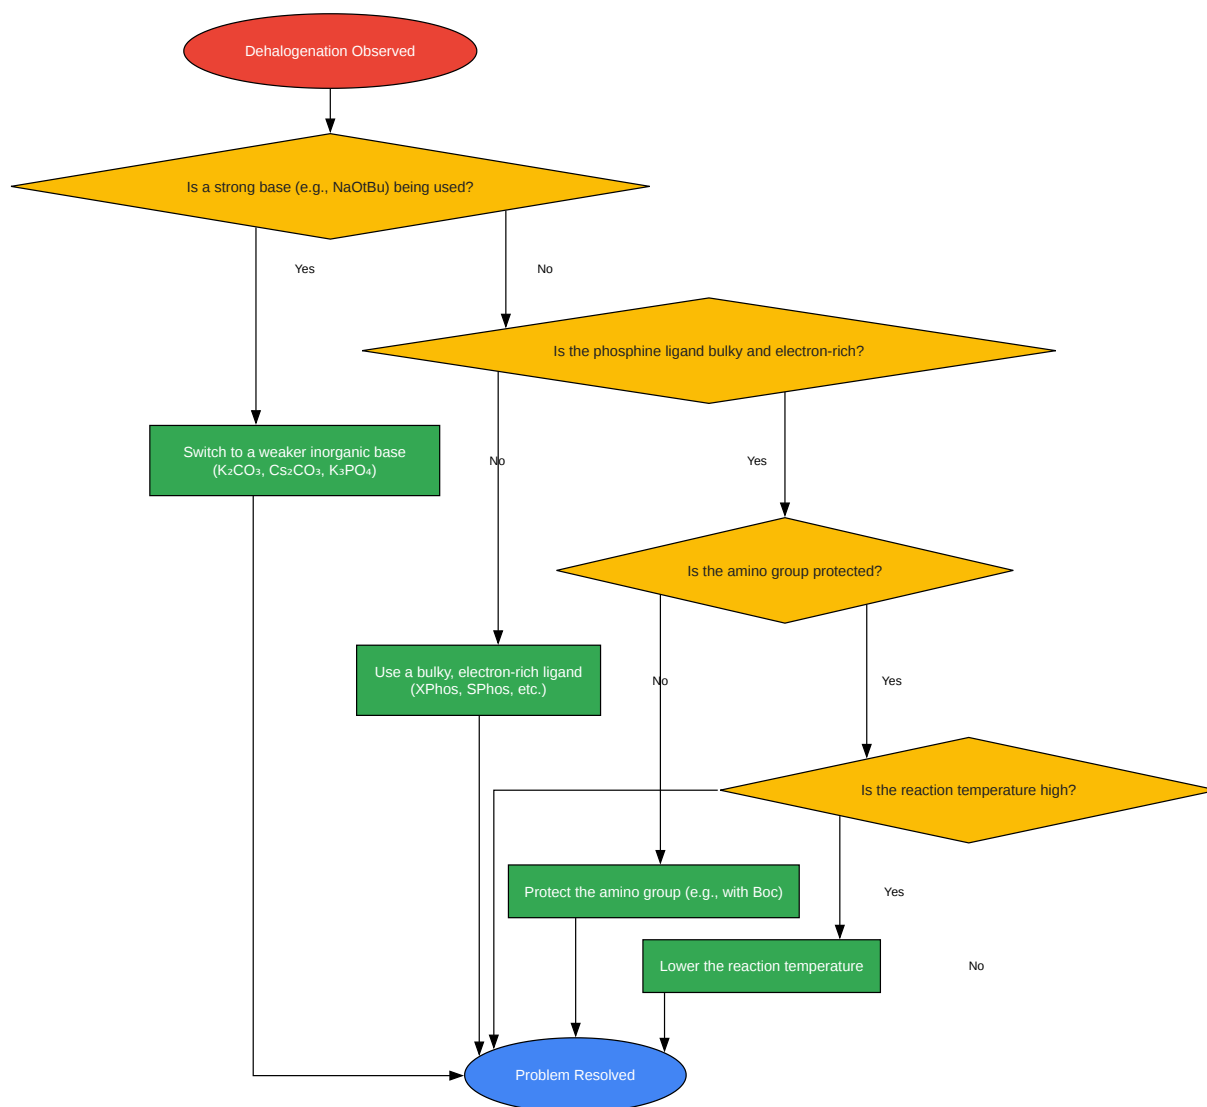 Dehalogenation Observed
Is a strong base (e.g., NaOtBu) being used?
Yes
No
Is the phosphine ligand bulky and electron-rich?
Switch to a weaker inorganic base
(K₂CO₃, Cs₂CO₃, K₃PO₄)
No
Yes
Is the amino group protected?
Use a bulky, electron-rich ligand
(XPhos, SPhos, etc.)
No
Yes
Is the reaction temperature high?
Protect the amino group (e.g., with Boc)
Yes
Lower the reaction temperature
No
Problem Resolved